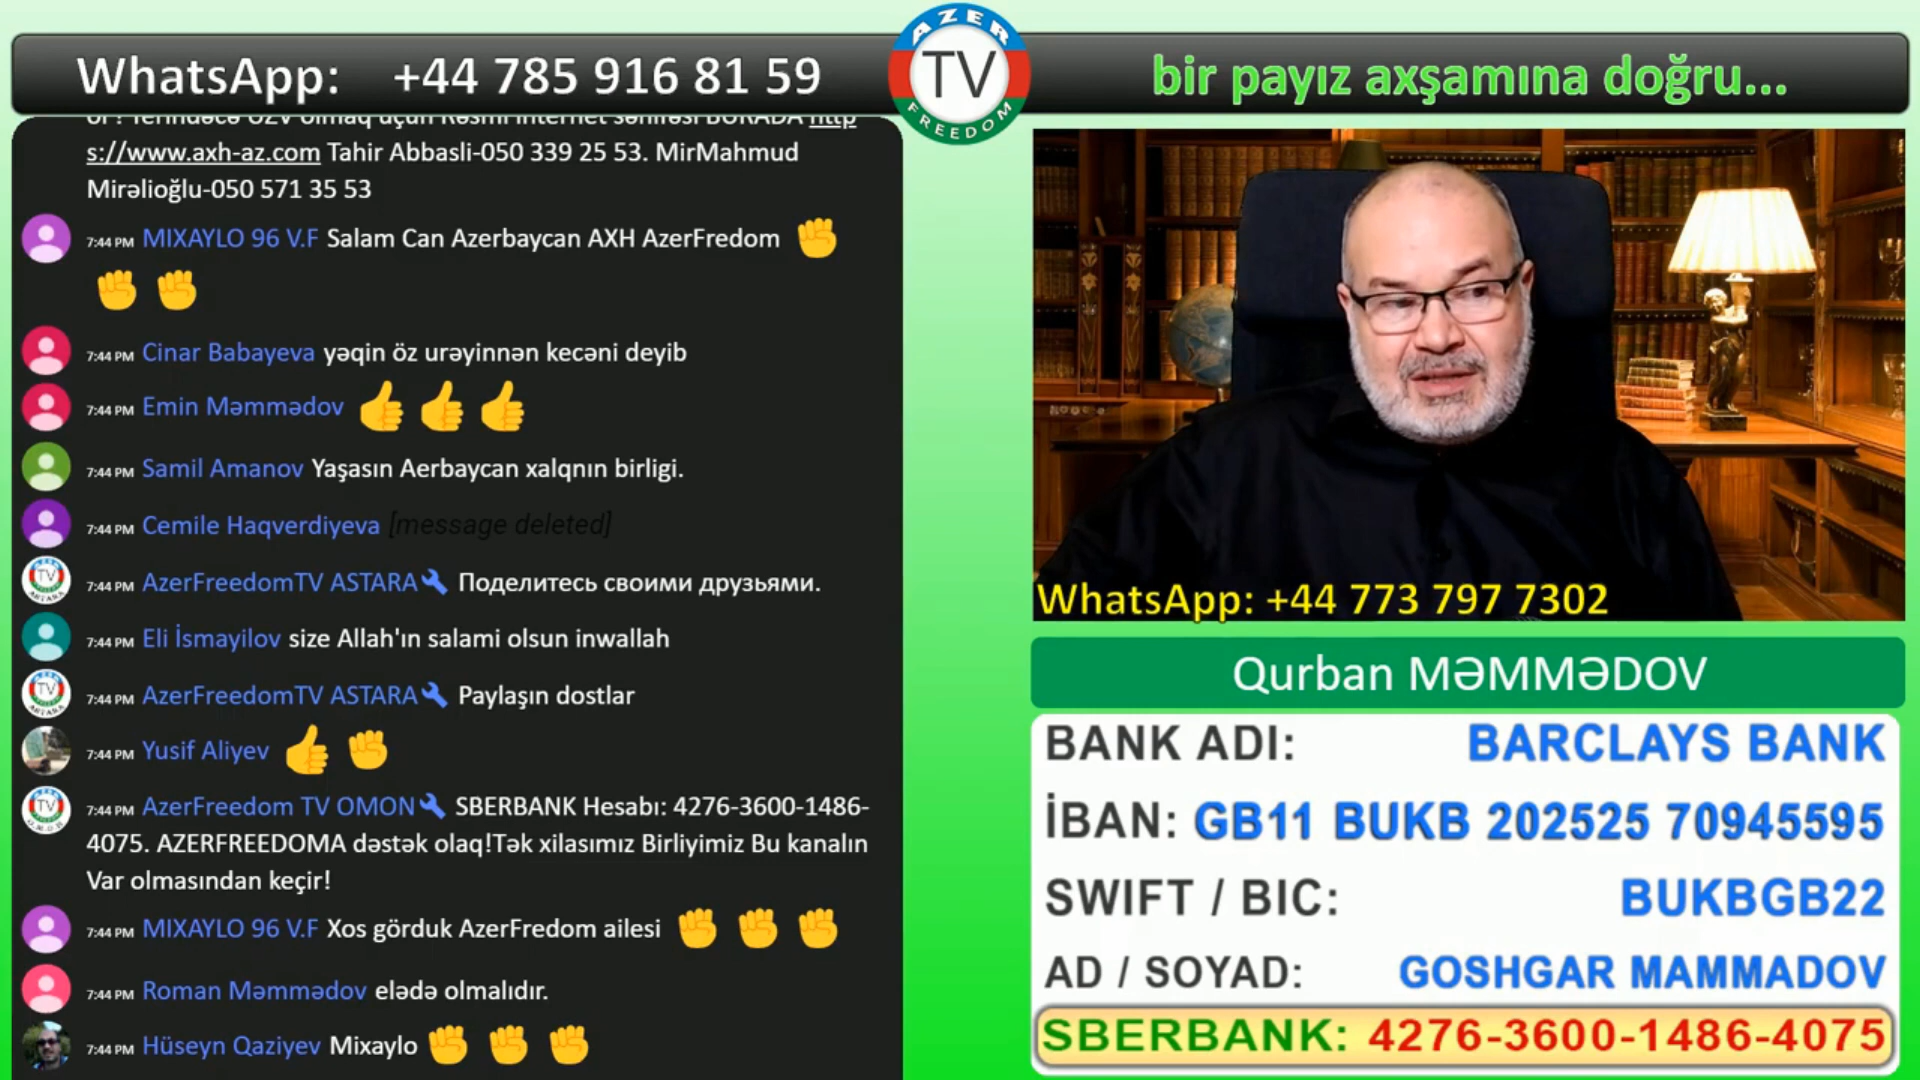 WhatsApp: +44 785 916 81 59
AZER
TV
FREEDOM
bir payız axşamına doğru...
üzv olmaq üçün Rəsmi internet səhifəsi BURADA http
s://www.axh-az.com Tahir Abbasli-050 339 25 53. MirMahmud
Mirəlioğlu-050 571 35 53
7:44 PM MIXAYLO 96 V.F Salam Can Azerbaycan AXH AzerFredom ✊
✊ ✊
7:44 PM Cinar Babayeva yəqin öz urəyinnən kecəni deyib
7:44 PM Emin Məmmədov 👍 👍 👍
7:44 PM Samil Amanov Yaşasın Aerbaycan xalqnın birligi.
7:44 PM Cemile Haqverdiyeva [message deleted]
7:44 PM AzerFreedomTV ASTARA Поделитесь своими друзьями.
7:44 PM Eli İsmayilov size Allah'ın salami olsun inwallah
7:44 PM AzerFreedomTV ASTARA Paylaşın dostlar
7:44 PM Yusif Aliyev 👍 ✊
7:44 PM AzerFreedom TV OMON SBERBANK Hesabı: 4276-3600-1486-
4075. AZERFREEDOMA dəstək olaq!Tək xilasımız Birliyimiz Bu kanalın
Var olmasından keçir!
7:44 PM MIXAYLO 96 V.F Xos görduk AzerFredom ailesi ✊ ✊ ✊
7:44 PM Roman Məmmədov elədə olmalıdır.
7:44 PM Hüseyn Qaziyev Mixaylo ✊ ✊ ✊
WhatsApp: +44 773 797 7302
Qurban MƏMMƏDOV
BANK ADI: BARCLAYS BANK
İBAN: GB11 BUKB 202525 70945595
SWIFT / BIC: BUKBGB22
AD / SOYAD: GOSHGAR MAMMADOV
SBERBANK: 4276-3600-1486-4075